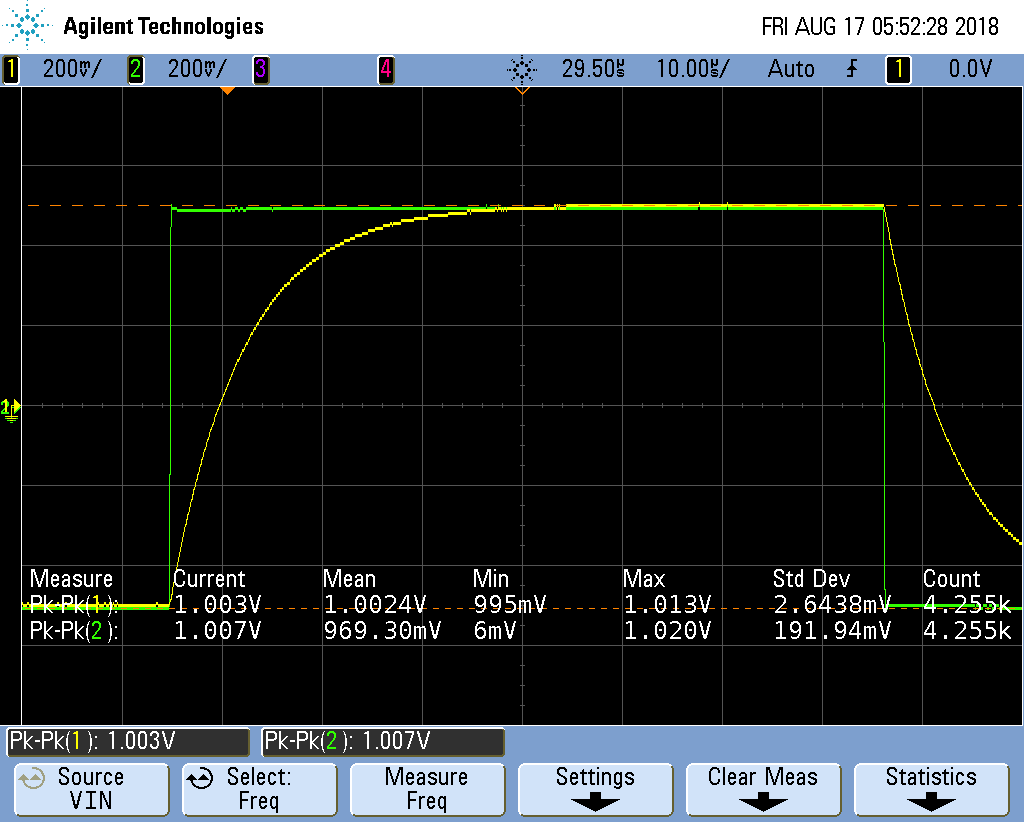 Agilent Technologies FRI AUG 17 05:52:28 2018
1 200mV/ 2 200mV/ 3 4 29.50µs 10.00µs/ Auto 1 0.0V
2
Measure Current Mean Min Max Std Dev Count
Pk-Pk(1): 1.003V 1.0024V 995mV 1.013V 2.6438mV 4.255k
Pk-Pk(2): 1.007V 969.30mV 6mV 1.020V 191.94mV 4.255k
Pk-Pk(1): 1.003V Pk-Pk(2): 1.007V
Source Select: Measure Settings Clear Meas Statistics
VIN Freq Freq